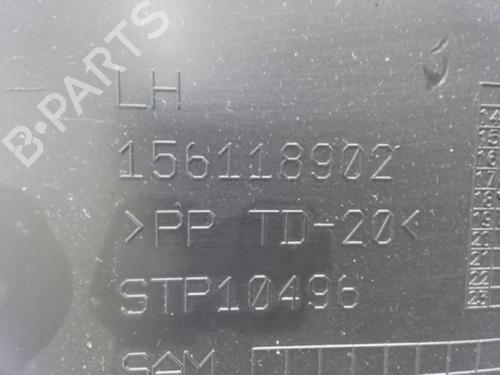 B-PARTS
LH
156118902
>PP TD-20<
STP10496